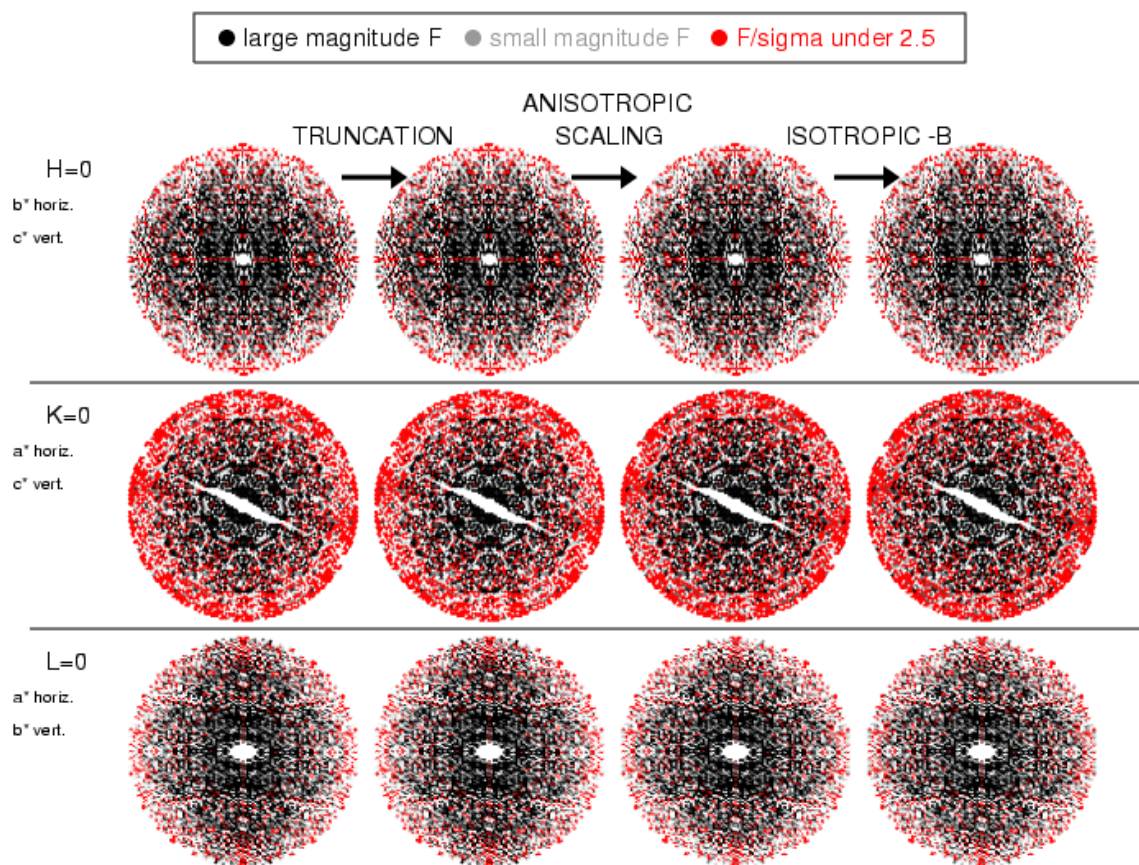 large magnitude F small magnitude F F/sigma under 2.5
ANISOTROPIC
TRUNCATION SCALING ISOTROPIC -B
H=0
b* horiz.
c* vert.
K=0
a* horiz.
c* vert.
L=0
a* horiz.
b* vert.